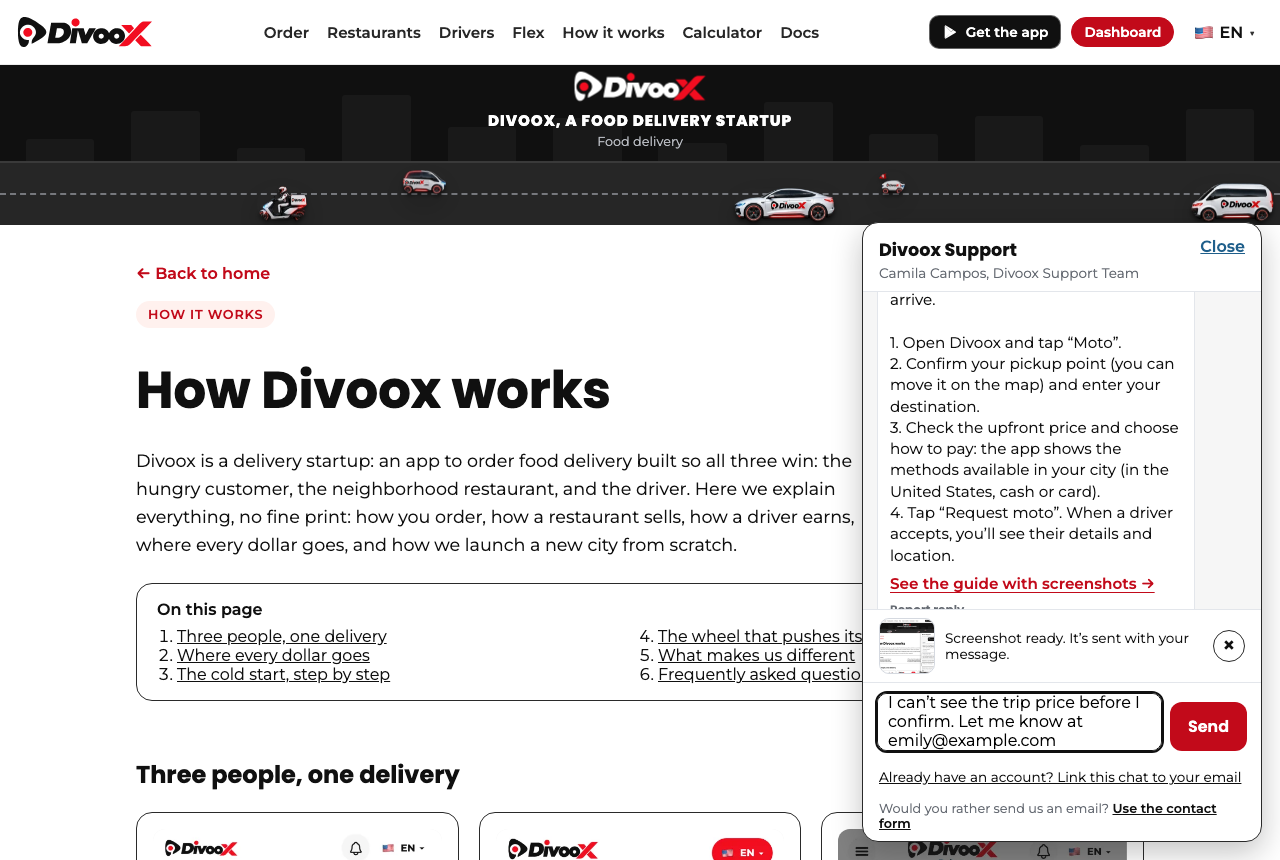 DivooX
Order Restaurants Drivers Flex How it works Calculator Docs
Get the app
Dashboard
EN
DivooX
DIVOOX, A FOOD DELIVERY STARTUP
Food delivery
DivooX
DivooX
← Back to home
HOW IT WORKS
How Divoox works
Divoox is a delivery startup: an app to order food delivery built so all three win: the
hungry customer, the neighborhood restaurant, and the driver. Here we explain
everything, no fine print: how you order, how a restaurant sells, how a driver earns,
where every dollar goes, and how we launch a new city from scratch.
On this page
1. Three people, one delivery
2. Where every dollar goes
3. The cold start, step by step
4. The wheel that pushes its
5. What makes us different
6. Frequently asked questio
Three people, one delivery
DivooX
EN
DivooX
EN
DivooX
EN
Divoox Support
Close
Camila Campos, Divoox Support Team
arrive.
1. Open Divoox and tap “Moto”.
2. Confirm your pickup point (you can
move it on the map) and enter your
destination.
3. Check the upfront price and choose
how to pay: the app shows the
methods available in your city (in the
United States, cash or card).
4. Tap “Request moto”. When a driver
accepts, you’ll see their details and
location.
See the guide with screenshots →
Report reply
Screenshot ready. It’s sent with your
message.
I can’t see the trip price before I
confirm. Let me know at
emily@example.com
Send
Already have an account? Link this chat to your email
Would you rather send us an email? Use the contact
form